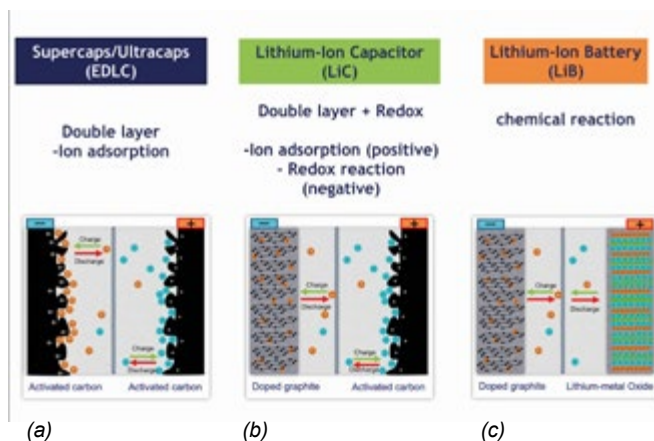 Supercaps/Ultracaps
(EDLC)
Lithium-Ion Capacitor
(LiC)
Lithium-Ion Battery
(LiB)
Double layer
-Ion adsorption
Double layer + Redox
-Ion adsorption (positive)
- Redox reaction
(negative)
chemical reaction
−
+
Charge
Discharge
Charge
Discharge
Activated carbon
Activated carbon
−
+
Charge
Discharge
Charge
Discharge
Doped graphite
Activated carbon
−
+
Charge
Discharge
Charge
Discharge
Doped graphite
Lithium-metal Oxide
(a)
(b)
(c)